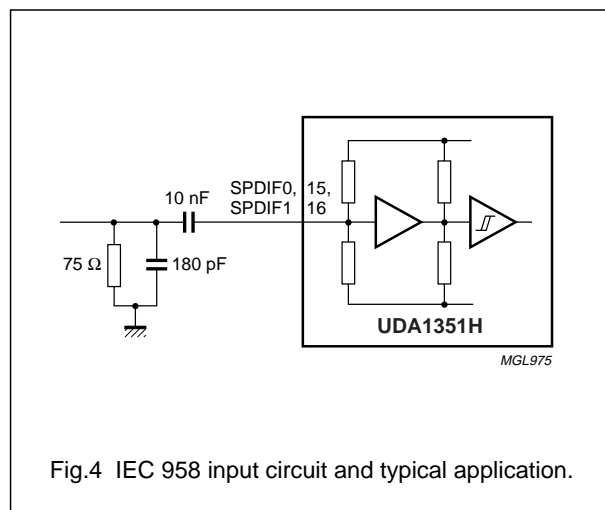 10 nF
SPDIF0, 15,
SPDIF1 16
75 Ω
180 pF
UDA1351H
MGL975
Fig.4 IEC 958 input circuit and typical application.